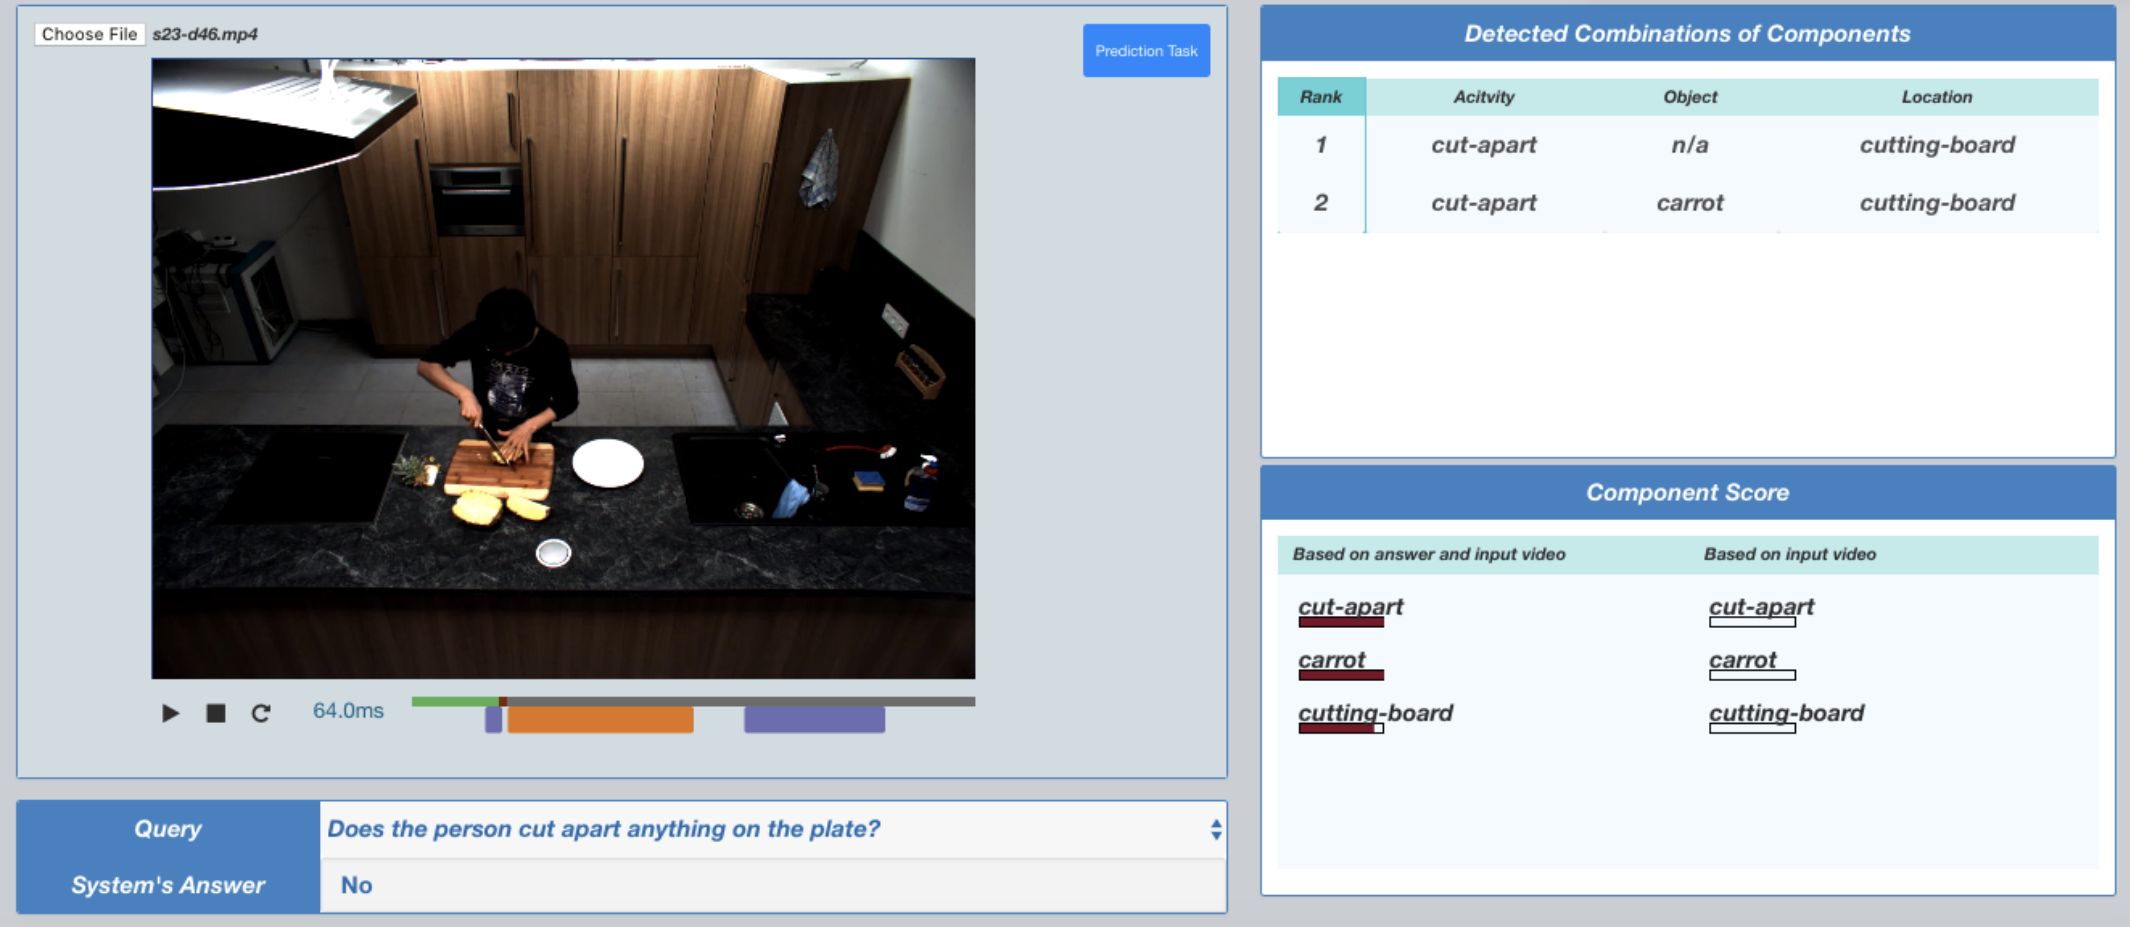 Choose File s23-d46.mp4
Prediction Task
64.0ms
Query Does the person cut apart anything on the plate?
System's Answer No
Detected Combinations of Components
Rank Acitvity Object Location
1 cut-apart n/a cutting-board
2 cut-apart carrot cutting-board
Component Score
Based on answer and input video Based on input video
cut-apart cut-apart
carrot carrot
cutting-board cutting-board